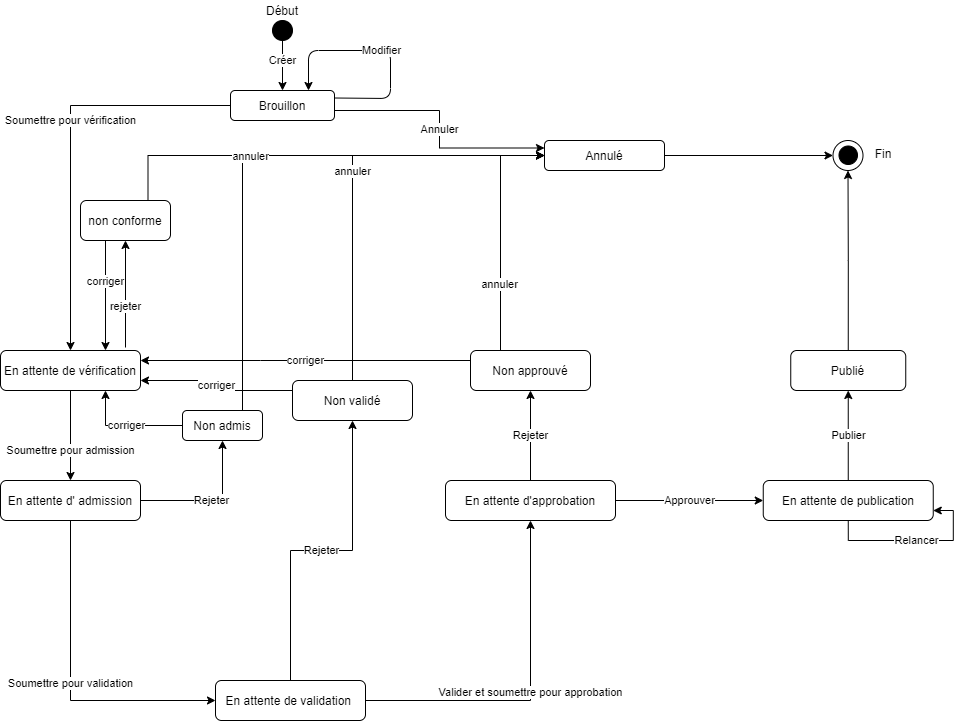 Début
Créer
Modifier
Brouillon
Soumettre pour vérification
Annuler
annuler
Annulé
Fin
annuler
non conforme
corriger
annuler
rejeter
En attente de vérification
corriger
Non approuvé
Publié
corriger
Non validé
corriger
Non admis
Rejeter
Publier
Soumettre pour admission
En attente d' admission
Rejeter
En attente d'approbation
Approuver
En attente de publication
Relancer
Rejeter
Soumettre pour validation
Valider et soumettre pour approbation
En attente de validation